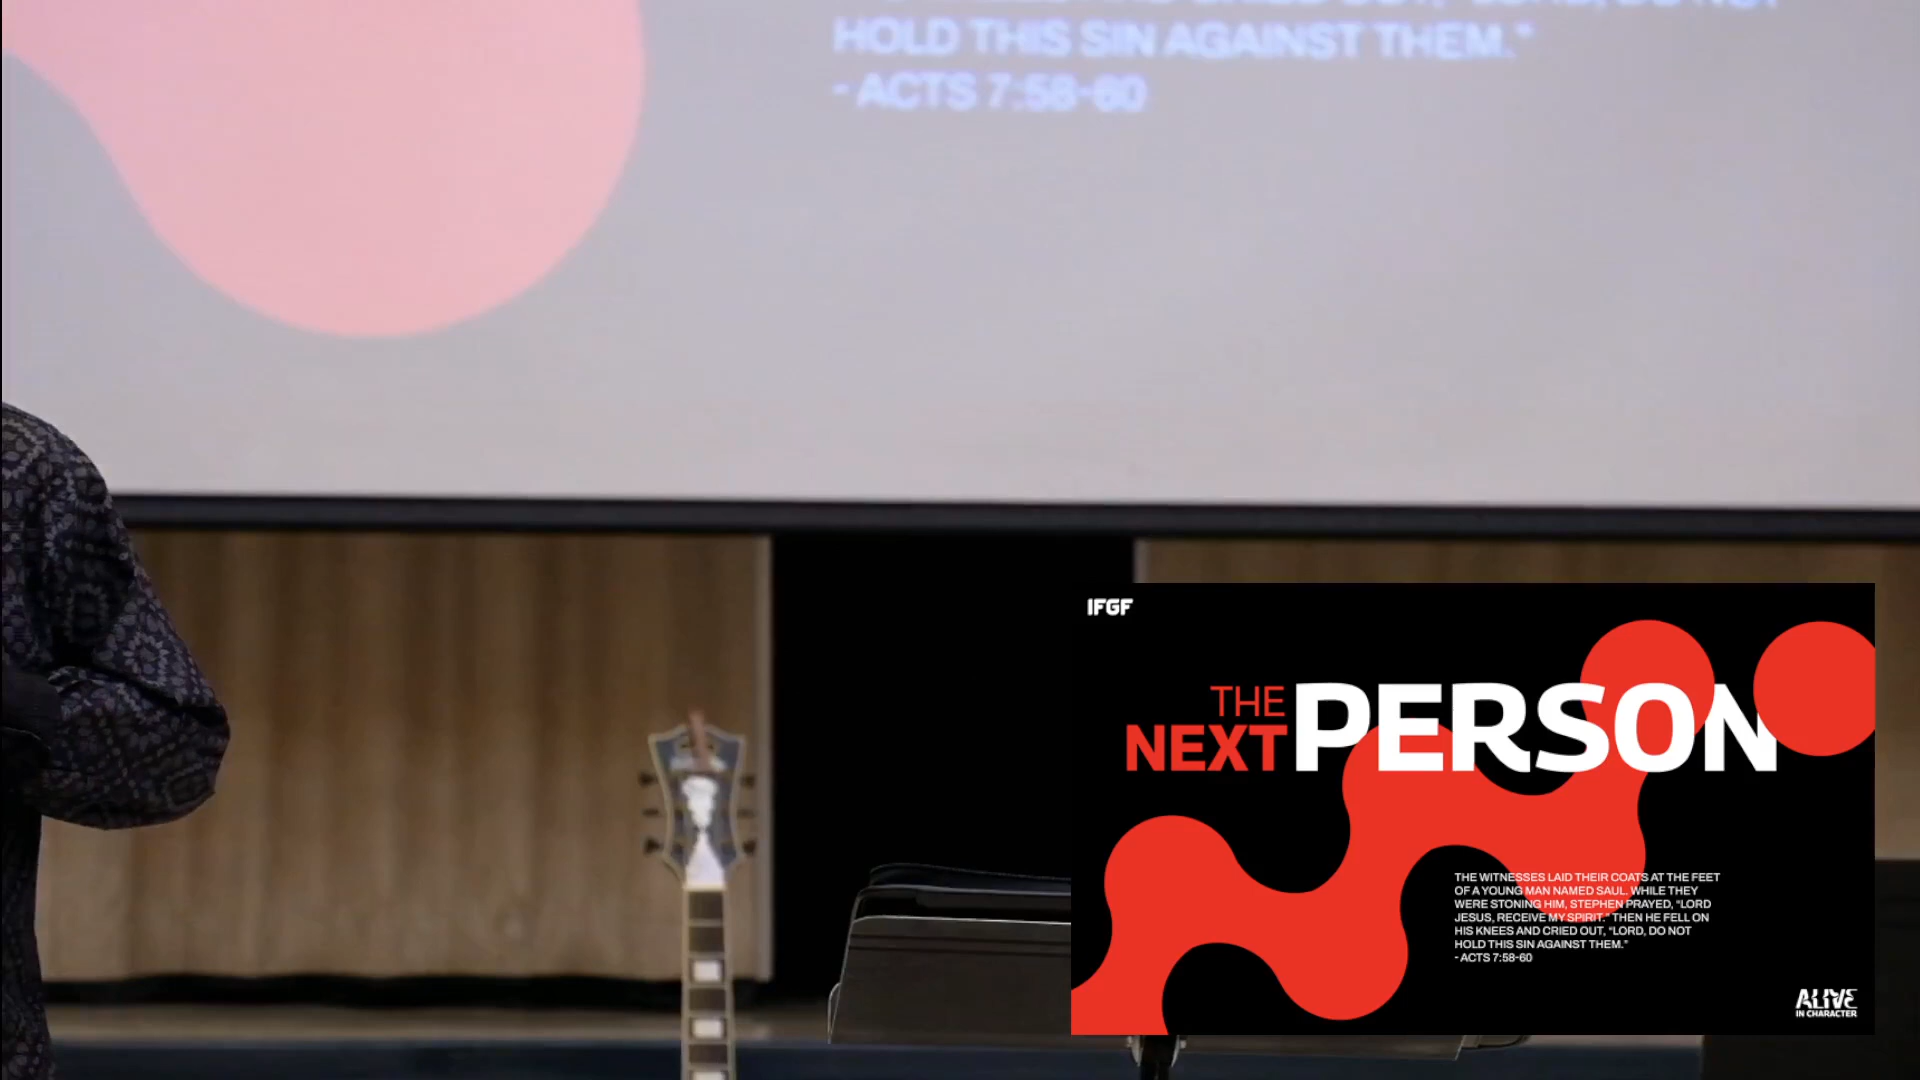 HOLD THIS SIN AGAINST THEM."
- ACTS 7:58-60
IFGF
THE
NEXT PERSON
THE WITNESSES LAID THEIR COATS AT THE FEET
OF A YOUNG MAN NAMED SAUL. WHILE THEY
WERE STONING HIM, STEPHEN PRAYED, "LORD
JESUS, RECEIVE MY SPIRIT." THEN HE FELL ON
HIS KNEES AND CRIED OUT, "LORD, DO NOT
HOLD THIS SIN AGAINST THEM."
- ACTS 7:58-60
ALIVE
IN CHARACTER